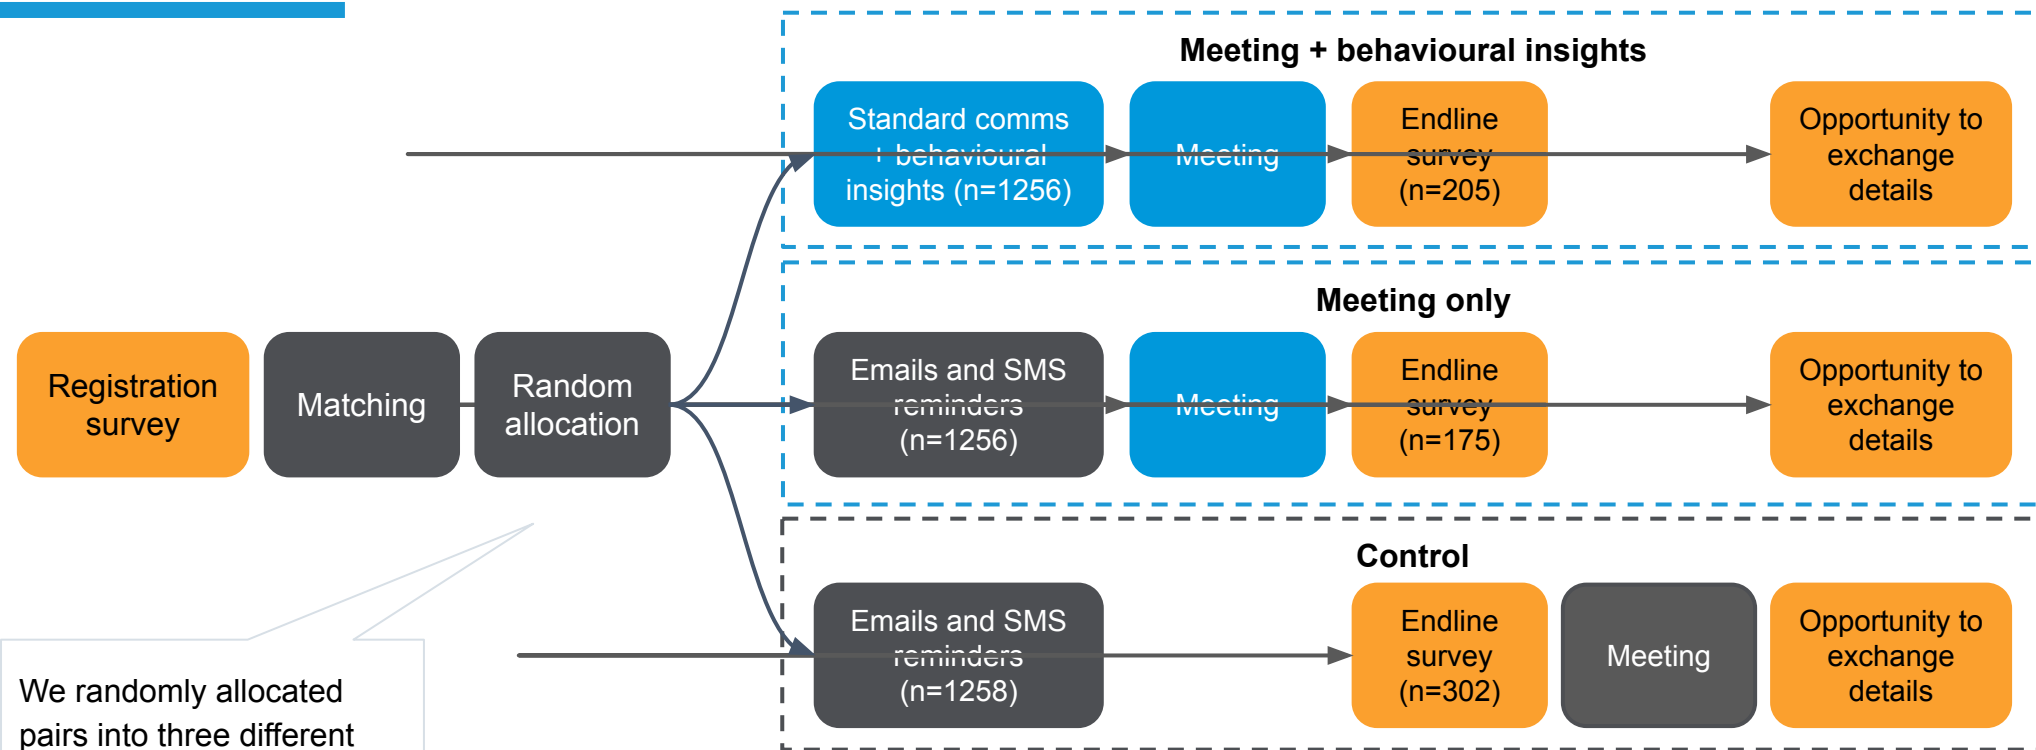 Meeting + behavioural insights
Standard comms
+ behavioural
insights (n=1256)
Meeting
Endline
survey
(n=205)
Opportunity to
exchange
details
Meeting only
Registration
survey
Matching
Random
allocation
Emails and SMS
reminders
(n=1256)
Meeting
Endline
survey
(n=175)
Opportunity to
exchange
details
Control
Emails and SMS
reminders
(n=1258)
Endline
survey
(n=302)
Meeting
Opportunity to
exchange
details
We randomly allocated
pairs into three different